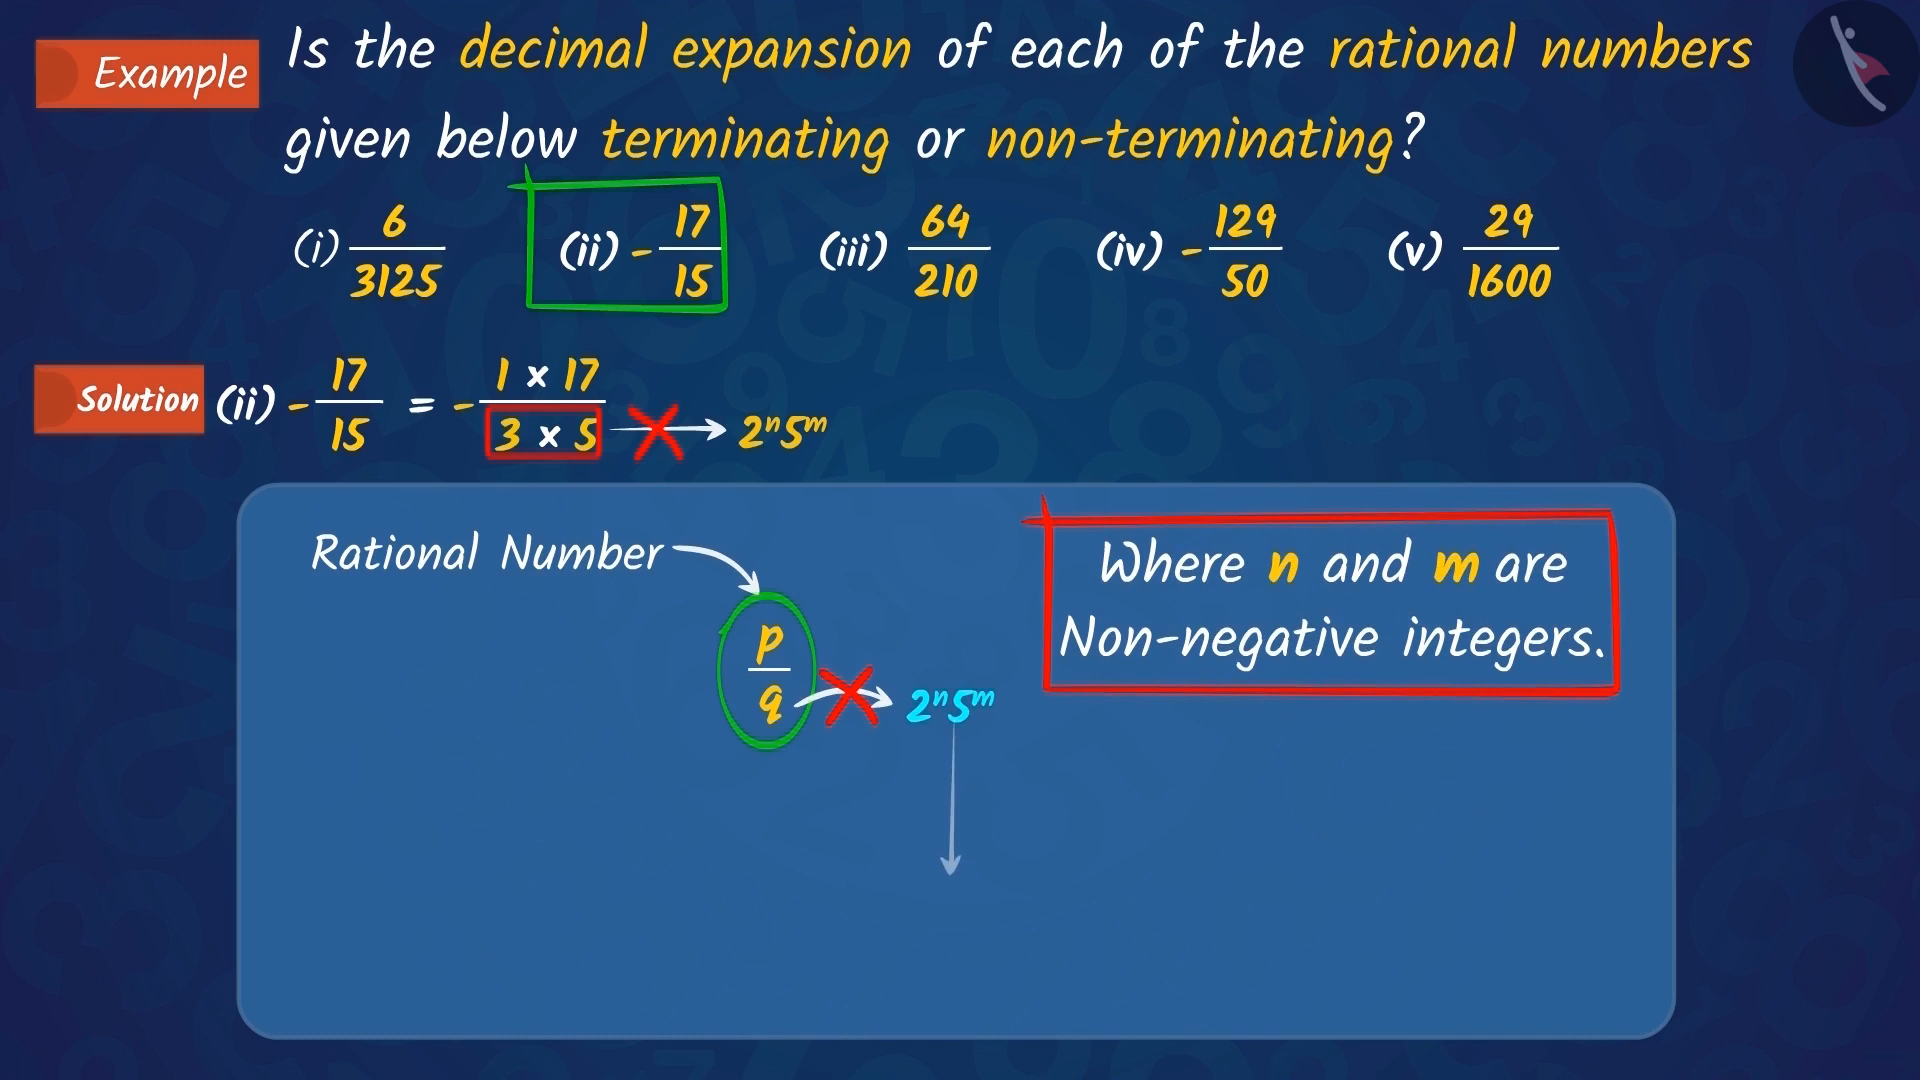 Example
Is the decimal expansion of each of the rational numbers
given below terminating or non-terminating?
(i) 6/3125 (ii) -17/15 (iii) 64/210 (iv) -129/50 (v) 29/1600
Solution (ii) -17/15 = -(1 × 17)/(3 × 5) → 2ⁿ5ᵐ
Rational Number
p/q → 2ⁿ5ᵐ
Where n and m are
Non-negative integers.